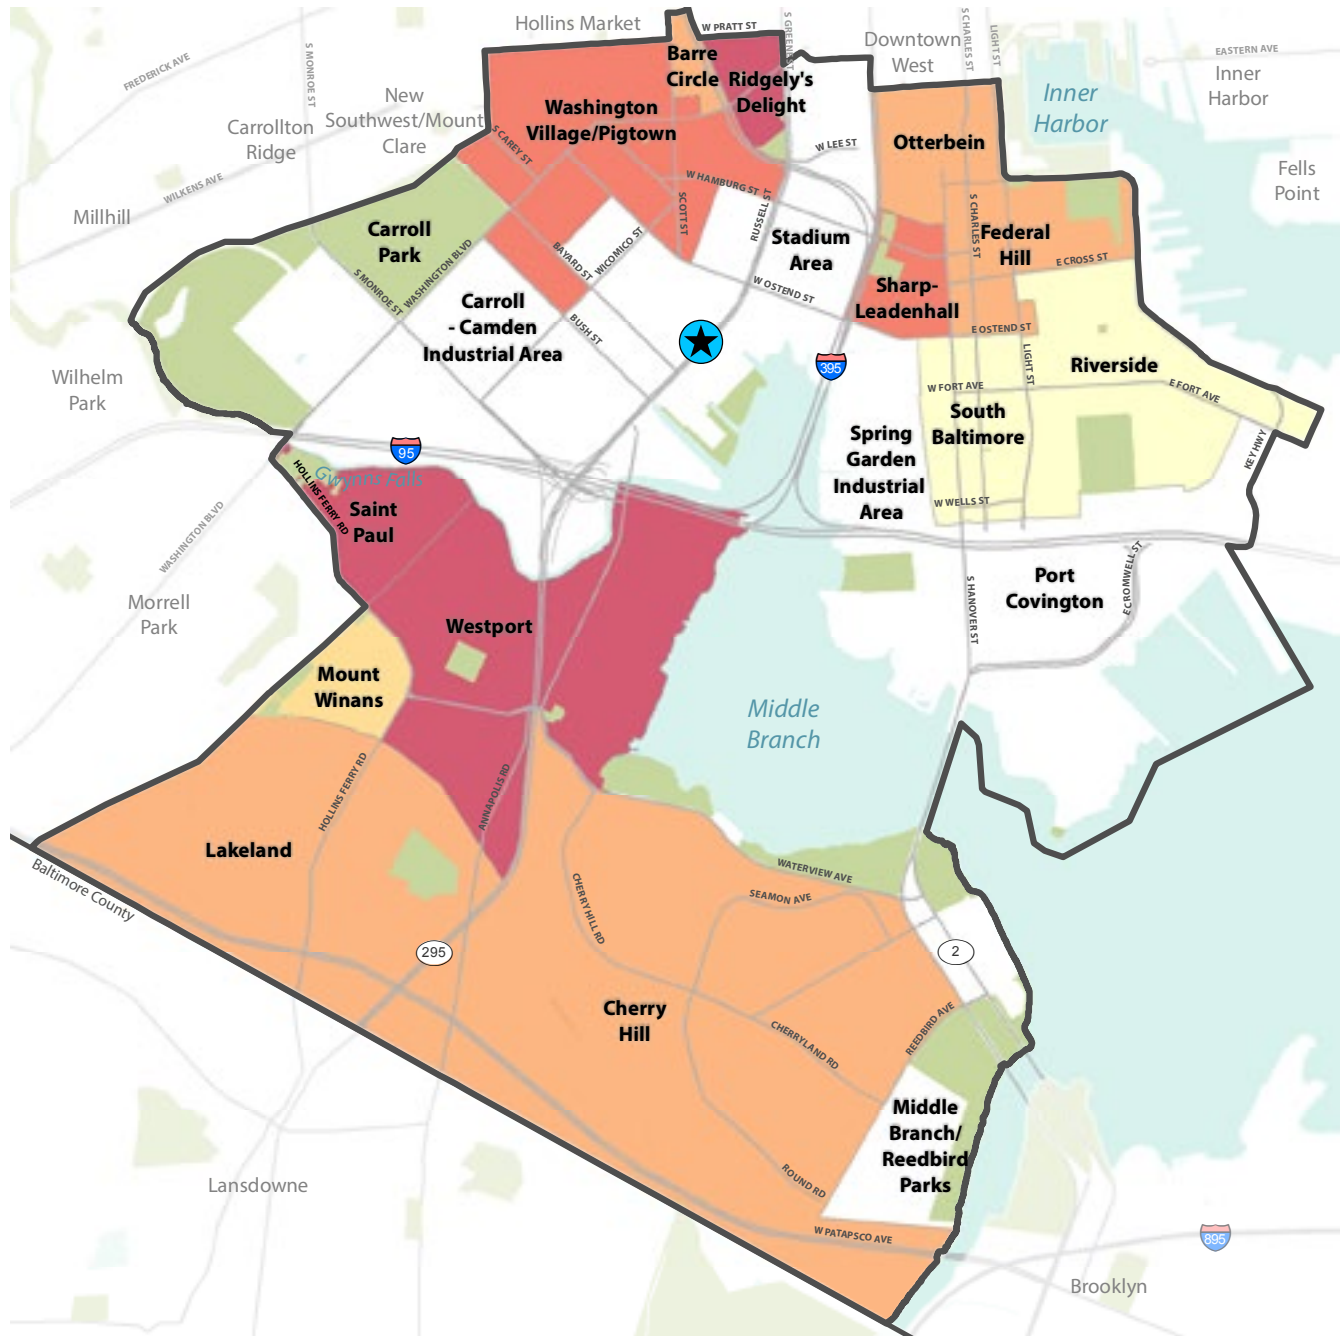 Hollins Market
W PRATT ST
S GREENE ST
Downtown
West
S CHARLES ST
LIGHT ST
EASTERN AVE
Inner
Harbor
Inner
Harbor
Fells
Point
FREDERICK AVE
S MONROE ST
New
Southwest/Mount
Clare
Carrollton
Ridge
WILKENS AVE
Millhill
Barre
Circle
Ridgely's
Delight
Washington
Village/Pigtown
S CAREY ST
W LEE ST
Otterbein
W HAMBURG ST
SCOTT ST
RUSSELL ST
S CHARLES ST
Federal
Hill
E CROSS ST
Carroll
Park
S MONROE ST
WASHINGTON BLVD
BAYARD ST
WICOMICO ST
Stadium
Area
W OSTEND ST
Sharp-
Leadenhall
E OSTEND ST
Carroll
- Camden
Industrial Area
BUSH ST
395
LIGHT ST
Riverside
W FORT AVE
E FORT AVE
Wilhelm
Park
South
Baltimore
KEY HWY
Spring
Garden
Industrial
Area
W WELLS ST
95
Gwynns Falls
HOLLINS FERRY RD
Saint
Paul
WASHINGTON BLVD
Morrell
Park
Port
Covington
E CROMWELL ST
S HANOVER ST
Westport
Mount
Winans
Middle
Branch
HOLLINS FERRY RD
ANNAPOLIS RD
Lakeland
Baltimore County
WATERVIEW AVE
SEAMON AVE
CHERRY HILL RD
295
2
Cherry
Hill
CHERRYLAND RD
REEDBIRD AVE
Middle
Branch/
Reedbird
Parks
ROUND RD
Lansdowne
W PATAPSCO AVE
895
Brooklyn